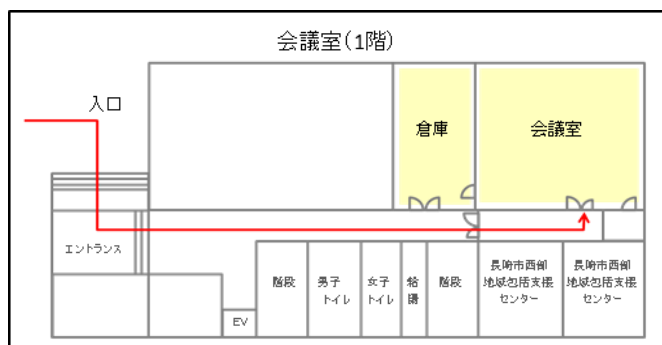 会議室(1階)
入口
倉庫
会議室
エントランス
階段
男子
トイレ
女子
トイレ
給
湯
階段
長崎市西部
地域包括支援
センター
長崎市西部
地域包括支援
センター
EV